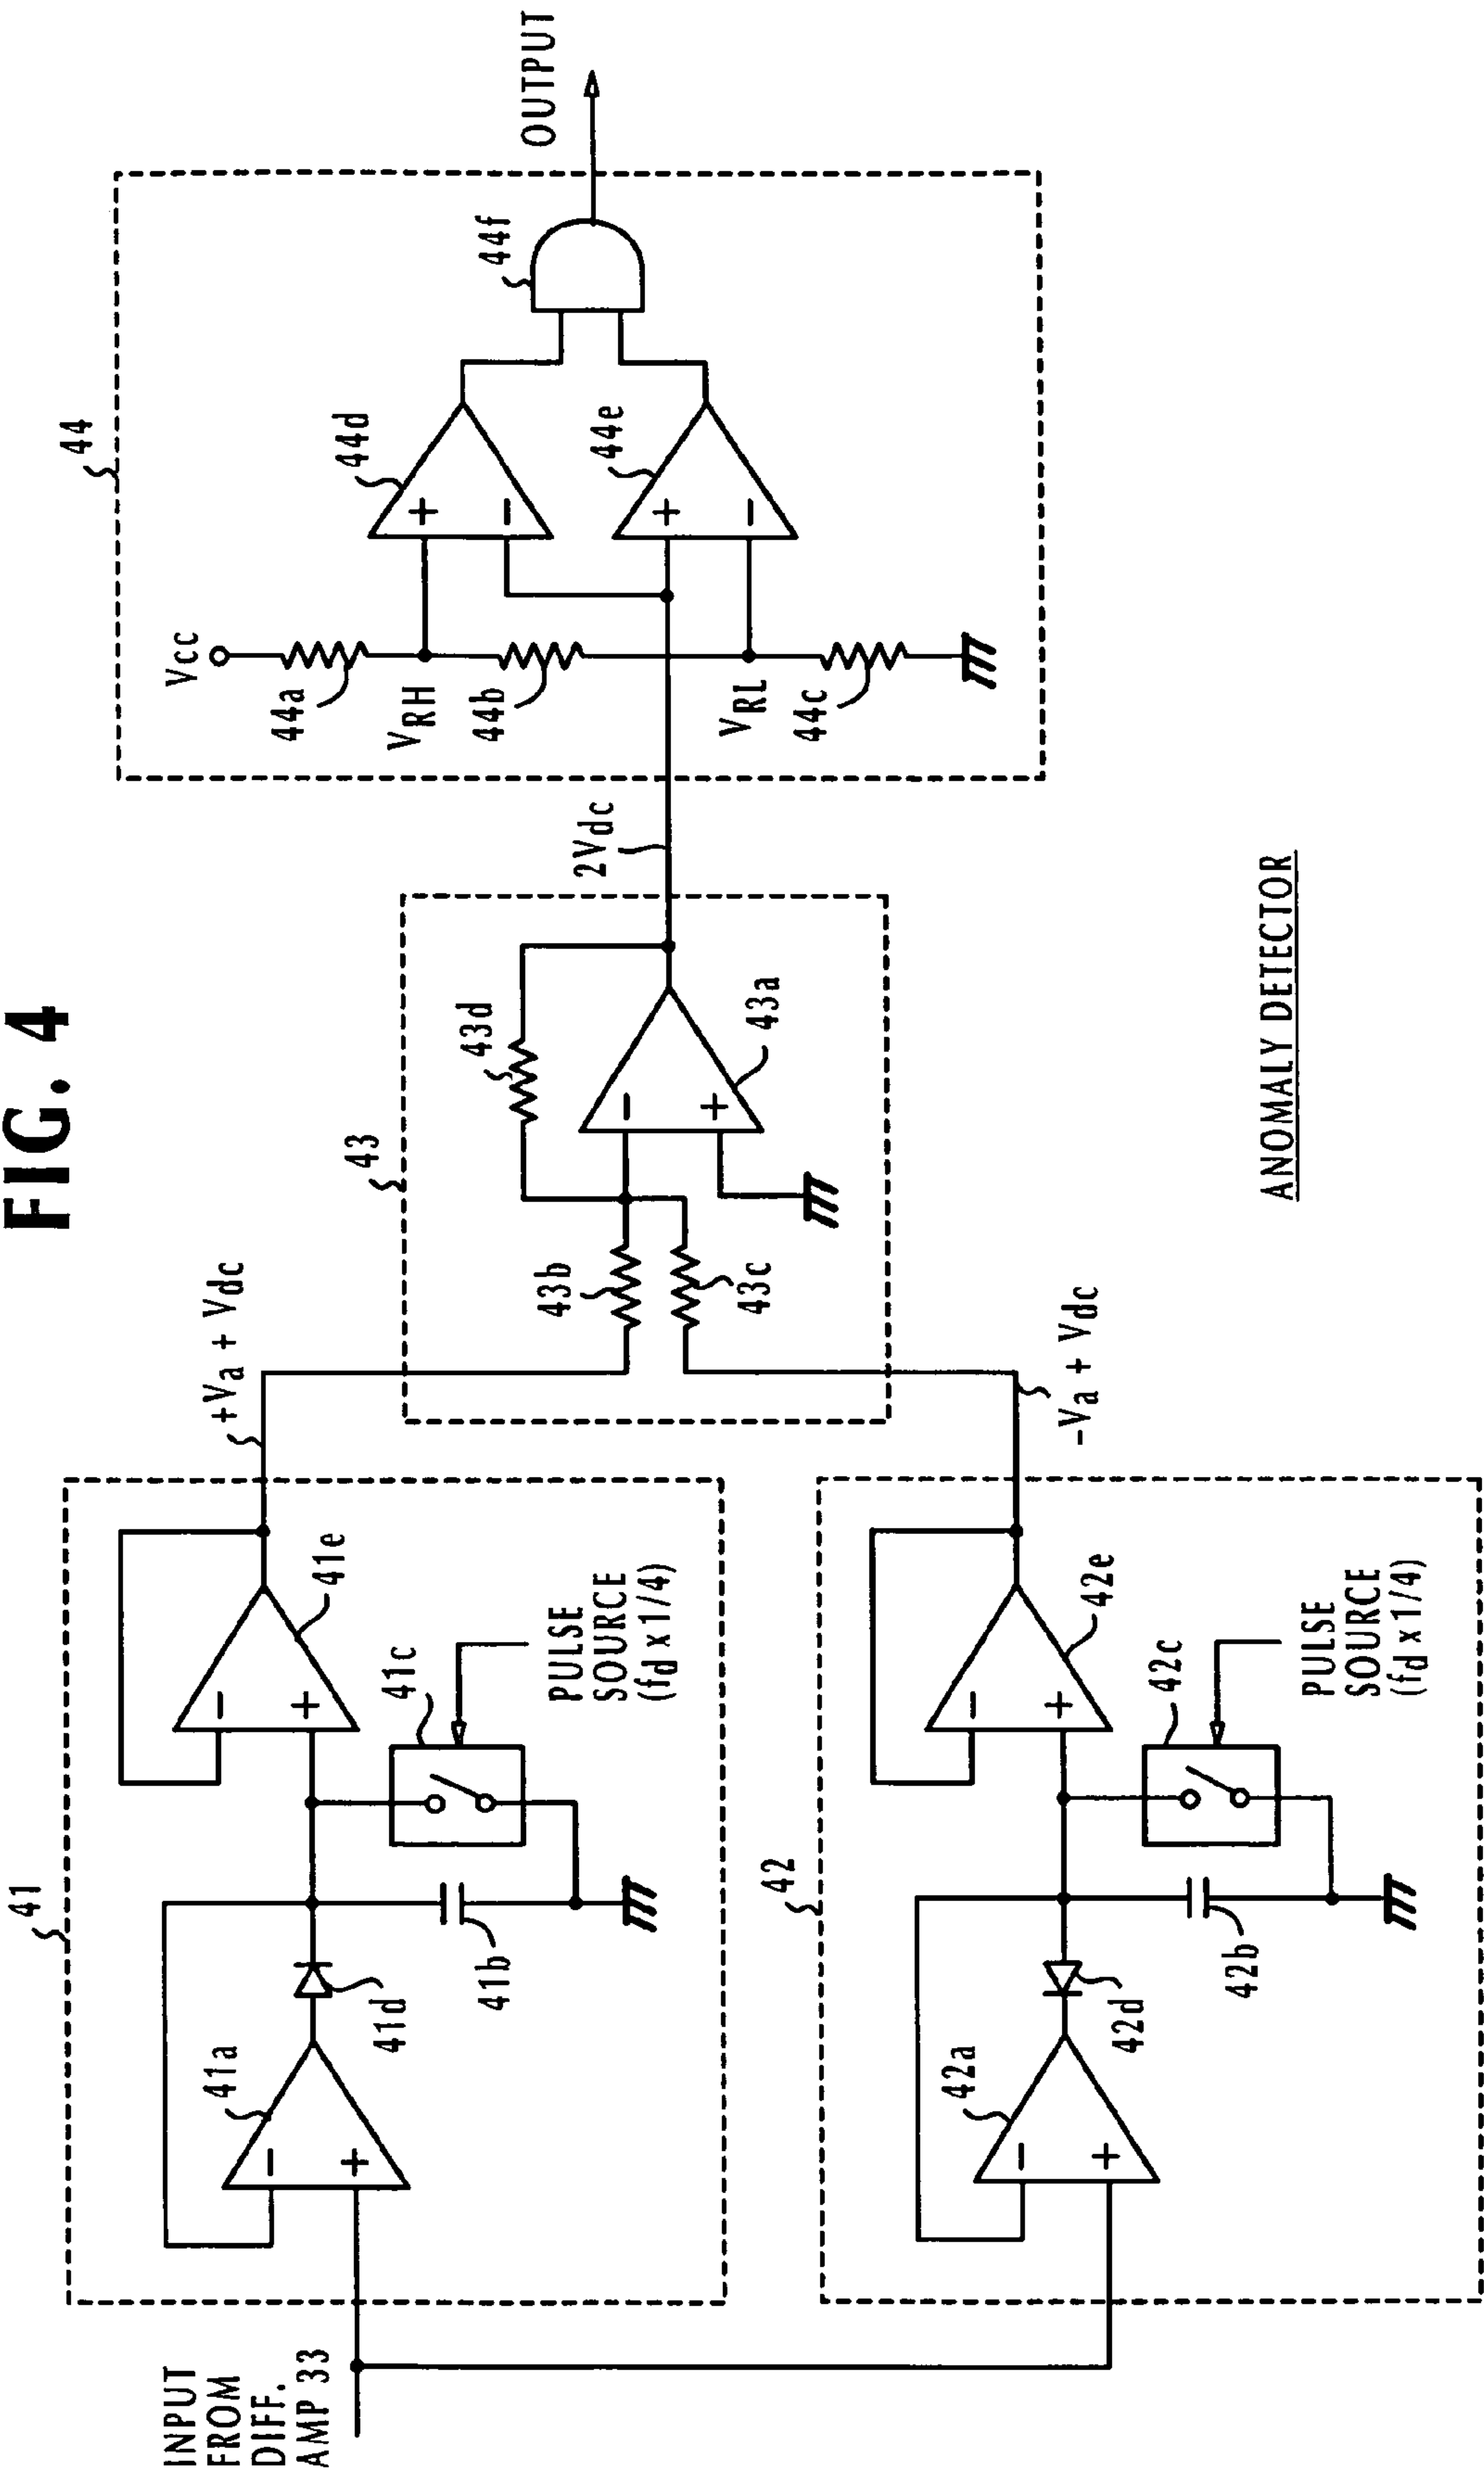 FIG. 4
44
Vcc
44a
VRH
44b
VRL
44c
44d
+
−
44e
+
−
44f
OUTPUT
43
43d
43b
43c
−
+
43a
2Vdc
+Va + Vdc
−Va + Vdc
41
INPUT
FROM
DIFF.
AMP 33
41a
−
+
41d
41b
41c
−
+
41e
PULSE
SOURCE
(fd x 1/4)
42
42a
−
+
42d
42b
42c
−
+
42e
PULSE
SOURCE
(fd x 1/4)
ANOMALY DETECTOR